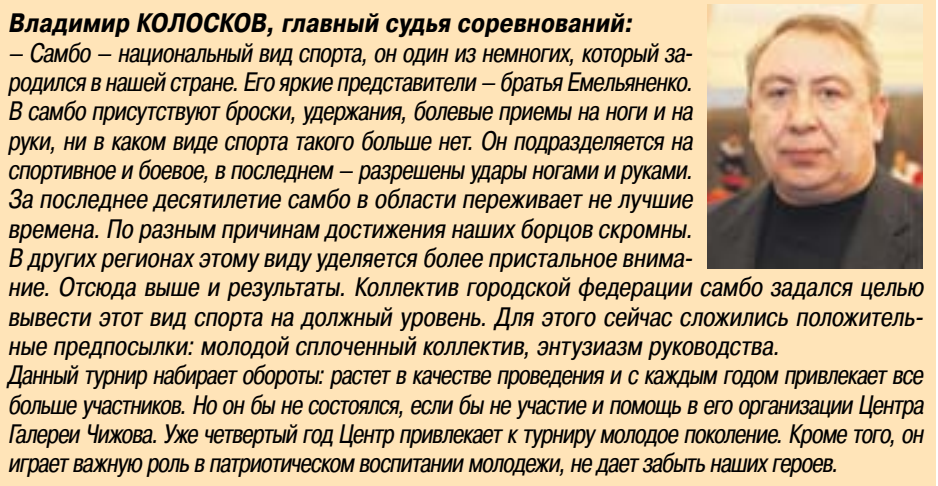 Владимир КОЛОСКОВ, главный судья соревнований:
– Самбо – национальный вид спорта, он один из немногих, который за-
родился в нашей стране. Его яркие представители – братья Емельяненко.
В самбо присутствуют броски, удержания, болевые приемы на ноги и на
руки, ни в каком виде спорта такого больше нет. Он подразделяется на
спортивное и боевое, в последнем – разрешены удары ногами и руками.
За последнее десятилетие самбо в области переживает не лучшие
времена. По разным причинам достижения наших борцов скромны.
В других регионах этому виду уделяется более пристальное внима-
ние. Отсюда выше и результаты. Коллектив городской федерации самбо задался целью
вывести этот вид спорта на должный уровень. Для этого сейчас сложились положитель-
ные предпосылки: молодой сплоченный коллектив, энтузиазм руководства.
Данный турнир набирает обороты: растет в качестве проведения и с каждым годом привлекает все
больше участников. Но он бы не состоялся, если бы не участие и помощь в его организации Центра
Галереи Чижова. Уже четвертый год Центр привлекает к турниру молодое поколение. Кроме того, он
играет важную роль в патриотическом воспитании молодежи, не дает забыть наших героев.